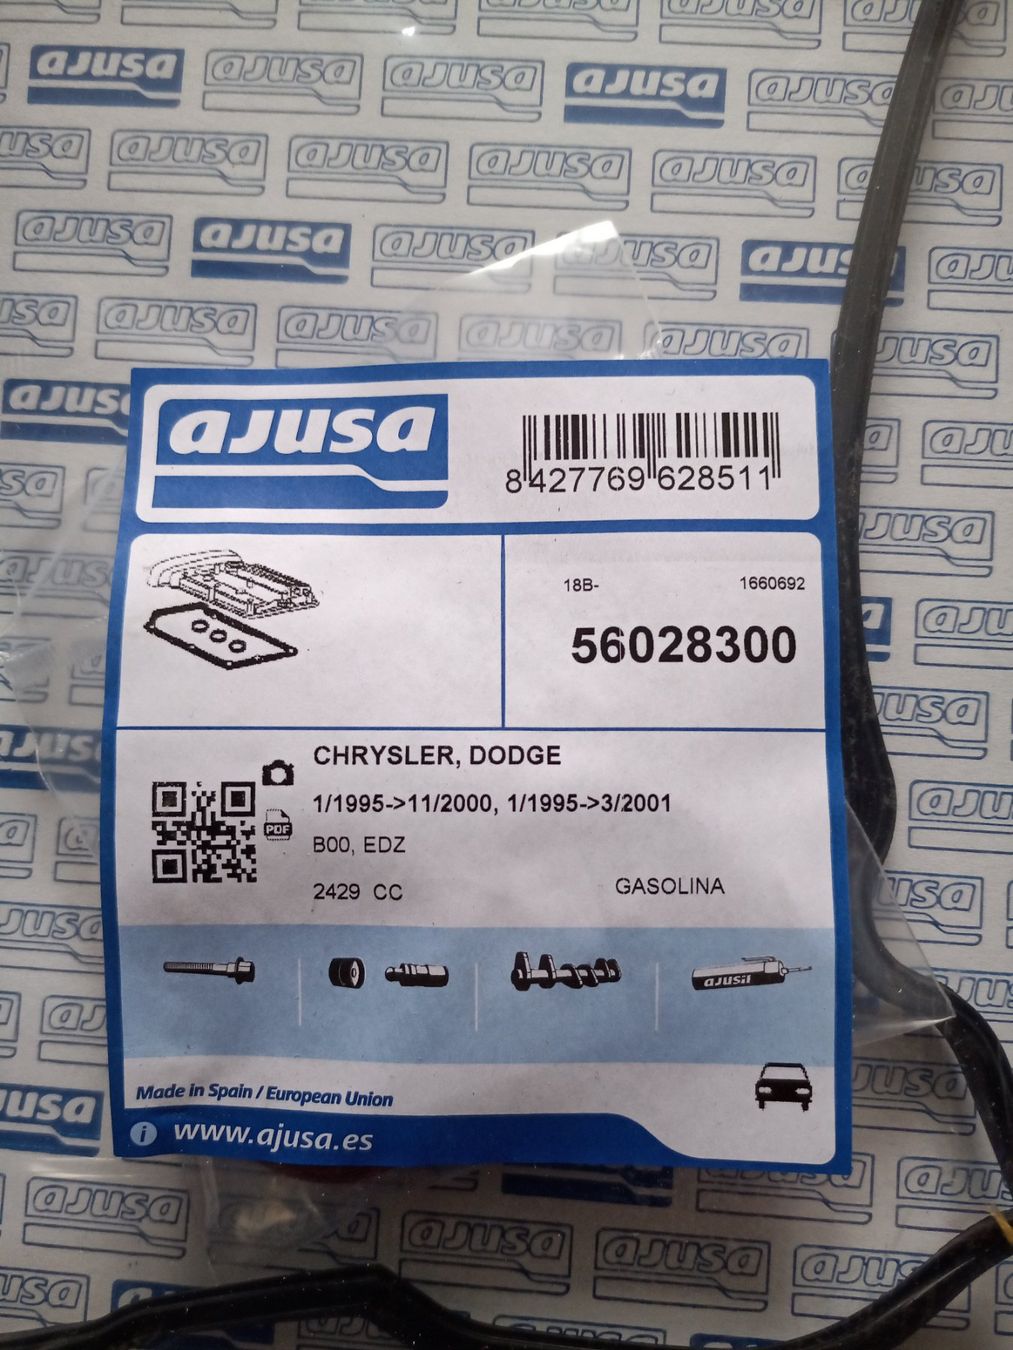 ajusa
8 427769 628511
18B- 1660692
56028300
CHRYSLER, DODGE
1/1995->11/2000, 1/1995->3/2001
PDF
B00, EDZ
2429 CC GASOLINA
ajusil
Made in Spain / European Union
i www.ajusa.es